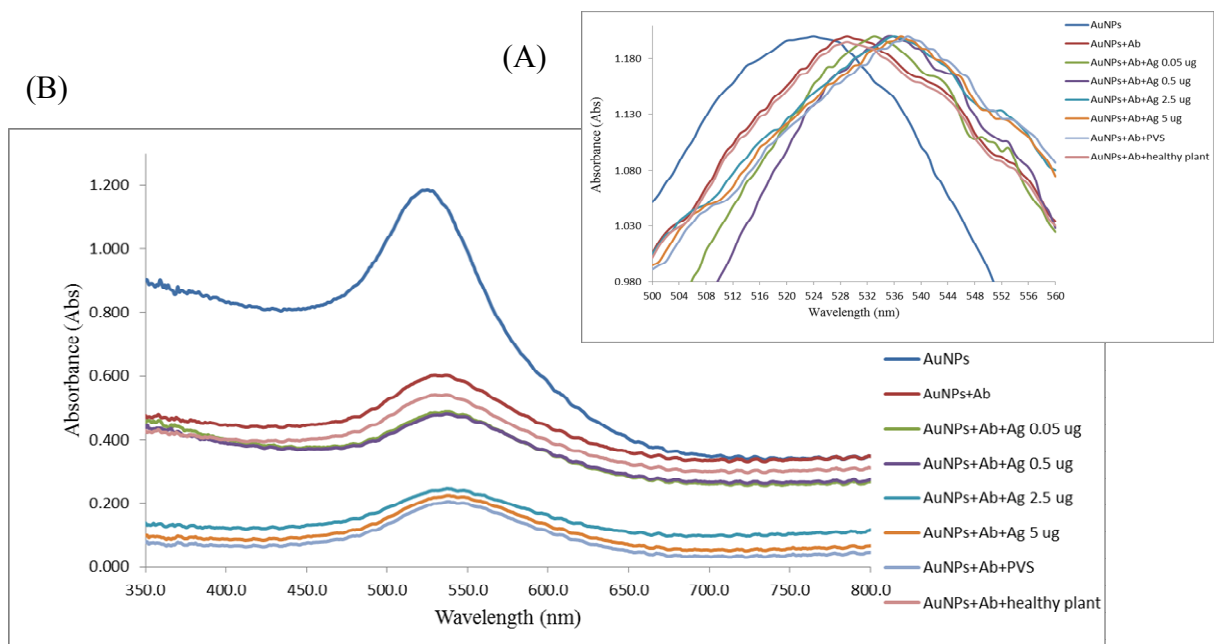 (A)
(B)
Absorbance (Abs)
1.180
1.130
1.080
1.030
0.980
500 504 508 512 516 520 524 528 532 536 540 544 548 552 556 560
Wavelength (nm)
AuNPs
AuNPs+Ab
AuNPs+Ab+Ag 0.05 ug
AuNPs+Ab+Ag 0.5 ug
AuNPs+Ab+Ag 2.5 ug
AuNPs+Ab+Ag 5 ug
AuNPs+Ab+PVS
AuNPs+Ab+healthy plant
Absorbance (Abs)
1.200
1.000
0.800
0.600
0.400
0.200
0.000
350.0 400.0 450.0 500.0 550.0 600.0 650.0 700.0 750.0 800.0
Wavelength (nm)
AuNPs
AuNPs+Ab
AuNPs+Ab+Ag 0.05 ug
AuNPs+Ab+Ag 0.5 ug
AuNPs+Ab+Ag 2.5 ug
AuNPs+Ab+Ag 5 ug
AuNPs+Ab+PVS
AuNPs+Ab+healthy plant